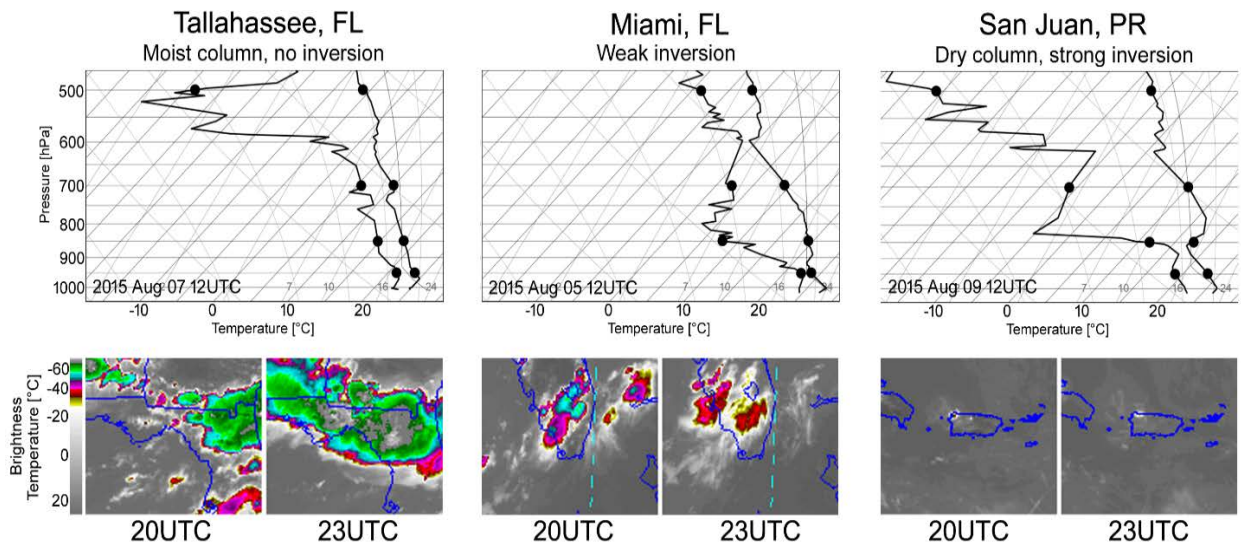 Tallahassee, FL
Moist column, no inversion
Miami, FL
Weak inversion
San Juan, PR
Dry column, strong inversion
Pressure [hPa]
500
600
700
800
900
1000
2015 Aug 07 12UTC
7 10 16 24
-10 0 10 20
Temperature [°C]
2015 Aug 05 12UTC
7 10 16
-10 0 10 20
Temperature [°C]
2015 Aug 09 12UTC
7 10 16 24
-10 0 10 20
Temperature [°C]
Brightness
Temperature [°C]
-60
-40
-20
0
20
20UTC
23UTC
20UTC
23UTC
20UTC
23UTC